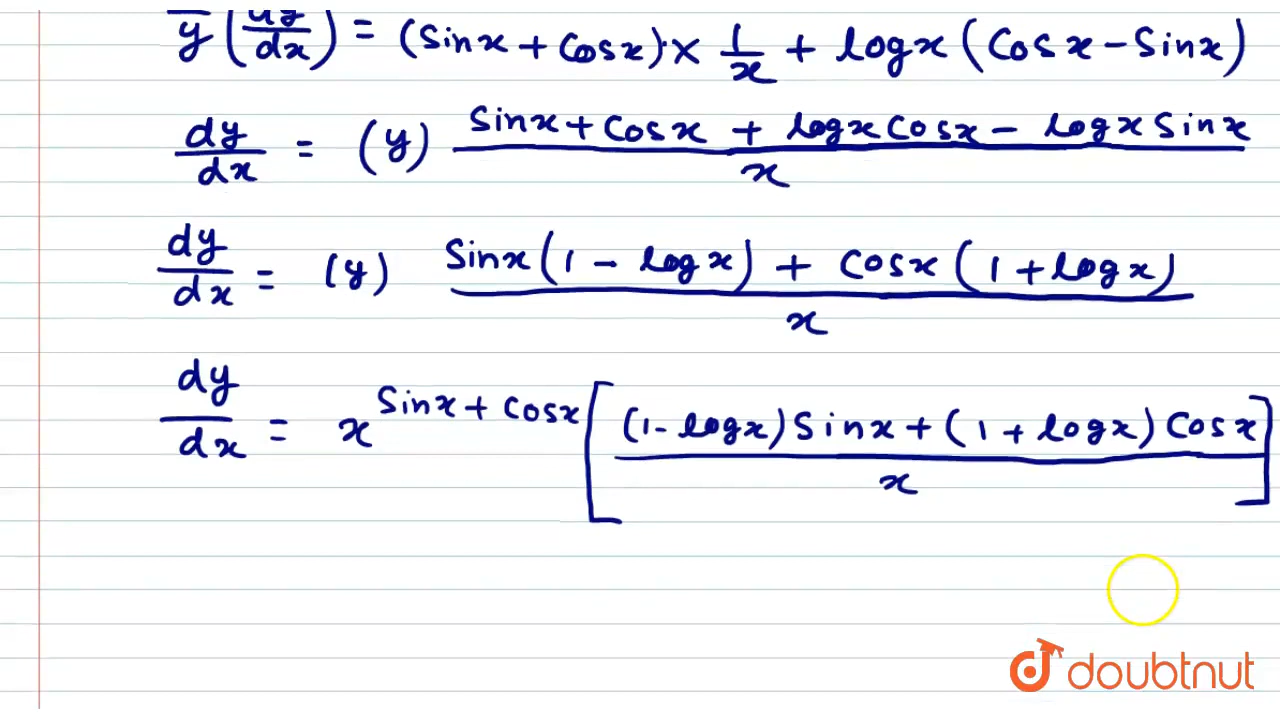 1/y (dy/dx) = (Sinx + Cosx) · × 1/x + logx (Cosx − Sinx)
dy/dx = (y) (Sinx + Cosx + logx Cosx − logx Sinx)/x
dy/dx = (y) (Sinx (1 − logx) + Cosx (1 + logx))/x
dy/dx = x^(Sinx + Cosx) [((1 - logx) Sinx + (1 + logx) Cosx)/x]
doubtnut